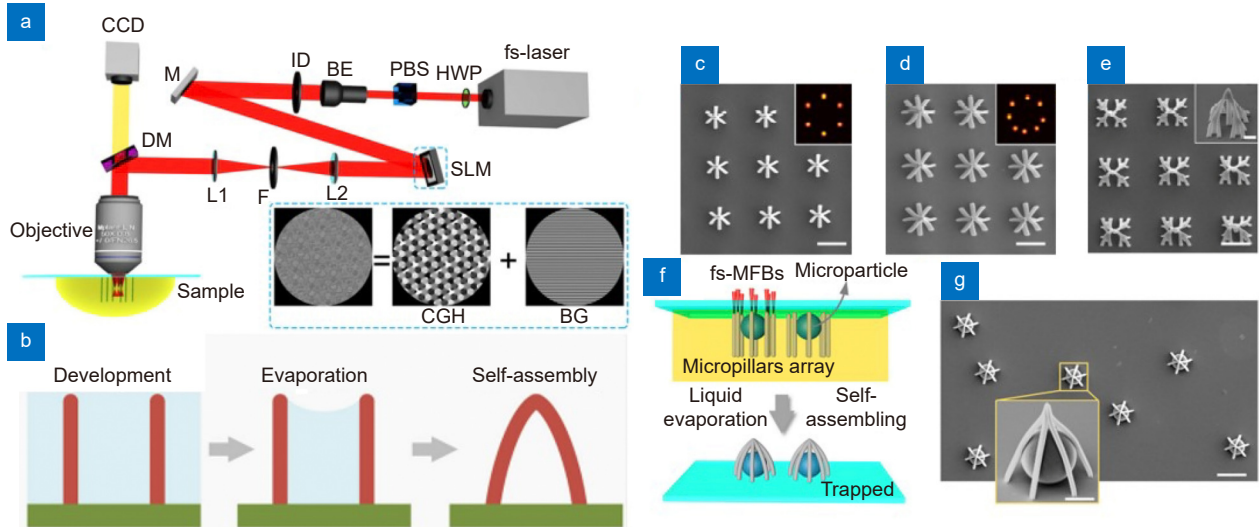 a
CCD
M
ID
BE
PBS
HWP
fs-laser
DM
L1
F
L2
SLM
Objective
Sample
=
+
CGH
BG
b
Development
Evaporation
Self-assembly
c
d
e
f
fs-MFBs
Microparticle
Micropillars array
Liquid
evaporation
Self-
assembling
Trapped
g